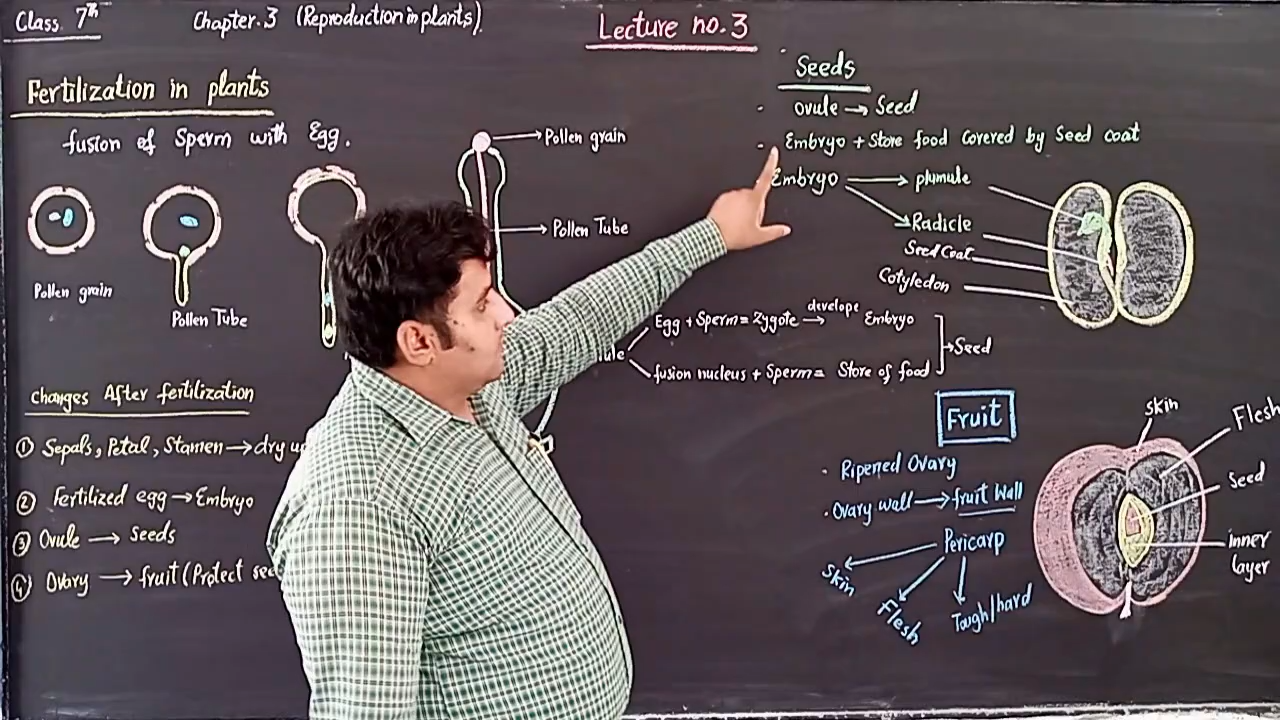 Class. 7th
Chapter.3 (Reproduction in plants).
Lecture no.3
Fertilization in plants
fusion of Sperm with Egg.
Pollen grain
Pollen Tube
Pollen grain
Pollen Tube
changes After fertilization
① Sepals, Petal, Stamen → dry
② Fertilized egg → Embryo
③ Ovule → Seeds
④ Ovary → fruit (Protect
Seeds
ovule → Seed
Embryo + Store food Covered by Seed coat
Embryo → plumule
Radicle
Seed Coat
Cotyledon
Egg + Sperm = Zygote → develope Embryo
fusion nucleus + Sperm = Store of food
→ Seed
Fruit
Ripened Ovary
Ovary wall → fruit Wall
Pericarp
Skin
Flesh
Tough/hard
Skin
Flesh
Seed
inner
layer